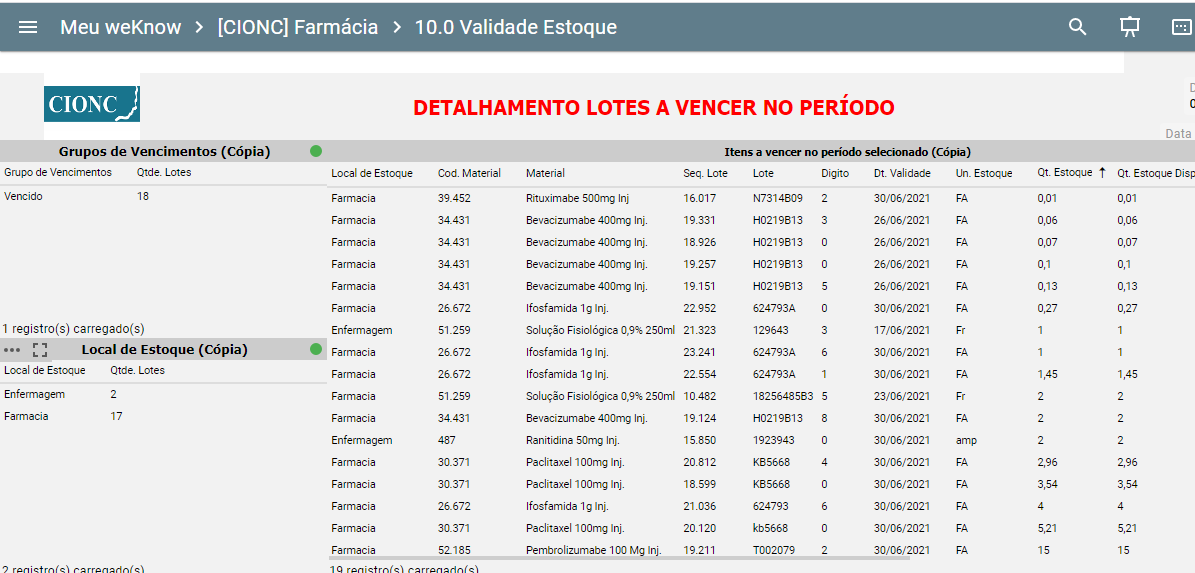 Meu weKnow > [CIONC] Farmácia > 10.0 Validade Estoque
CIONC
DETALHAMENTO LOTES A VENCER NO PERÍODO
D
0
Data
Grupos de Vencimentos (Cópia)
Grupo de Vencimentos Qtde. Lotes
Vencido 18
1 registro(s) carregado(s)
Local de Estoque (Cópia)
Local de Estoque Qtde. Lotes
Enfermagem 2
Farmacia 17
2 registro(s) carregado(s)
Itens a vencer no período selecionado (Cópia)
Local de Estoque Cod. Material Material Seq. Lote Lote Digito Dt. Validade Un. Estoque Qt. Estoque ↑ Qt. Estoque Disp
Farmacia 39.452 Rituximabe 500mg Inj 16.017 N7314B09 2 30/06/2021 FA 0,01 0,01
Farmacia 34.431 Bevacizumabe 400mg Inj. 19.331 H0219B13 3 26/06/2021 FA 0,06 0,06
Farmacia 34.431 Bevacizumabe 400mg Inj. 18.926 H0219B13 0 26/06/2021 FA 0,07 0,07
Farmacia 34.431 Bevacizumabe 400mg Inj. 19.257 H0219B13 0 26/06/2021 FA 0,1 0,1
Farmacia 34.431 Bevacizumabe 400mg Inj. 19.151 H0219B13 5 26/06/2021 FA 0,13 0,13
Farmacia 26.672 Ifosfamida 1g Inj. 22.952 624793A 0 30/06/2021 FA 0,27 0,27
Enfermagem 51.259 Solução Fisiológica 0,9% 250ml 21.323 129643 3 17/06/2021 Fr 1 1
Farmacia 26.672 Ifosfamida 1g Inj. 23.241 624793A 6 30/06/2021 FA 1 1
Farmacia 26.672 Ifosfamida 1g Inj. 22.554 624793A 1 30/06/2021 FA 1,45 1,45
Farmacia 51.259 Solução Fisiológica 0,9% 250ml 10.482 18256485B3 5 23/06/2021 Fr 2 2
Farmacia 34.431 Bevacizumabe 400mg Inj. 19.124 H0219B13 8 26/06/2021 FA 2 2
Enfermagem 487 Ranitidina 50mg Inj. 15.850 1923943 0 30/06/2021 amp 2 2
Farmacia 30.371 Paclitaxel 100mg Inj. 20.812 KB5668 4 30/06/2021 FA 2,96 2,96
Farmacia 30.371 Paclitaxel 100mg Inj. 18.599 KB5668 0 30/06/2021 FA 3,54 3,54
Farmacia 26.672 Ifosfamida 1g Inj. 21.036 624793 6 30/06/2021 FA 4 4
Farmacia 30.371 Paclitaxel 100mg Inj. 20.120 kb5668 0 30/06/2021 FA 5,21 5,21
Farmacia 52.185 Pembrolizumabe 100 Mg Inj. 19.211 T002079 2 30/06/2021 FA 15 15
19 registro(s) carregado(s)